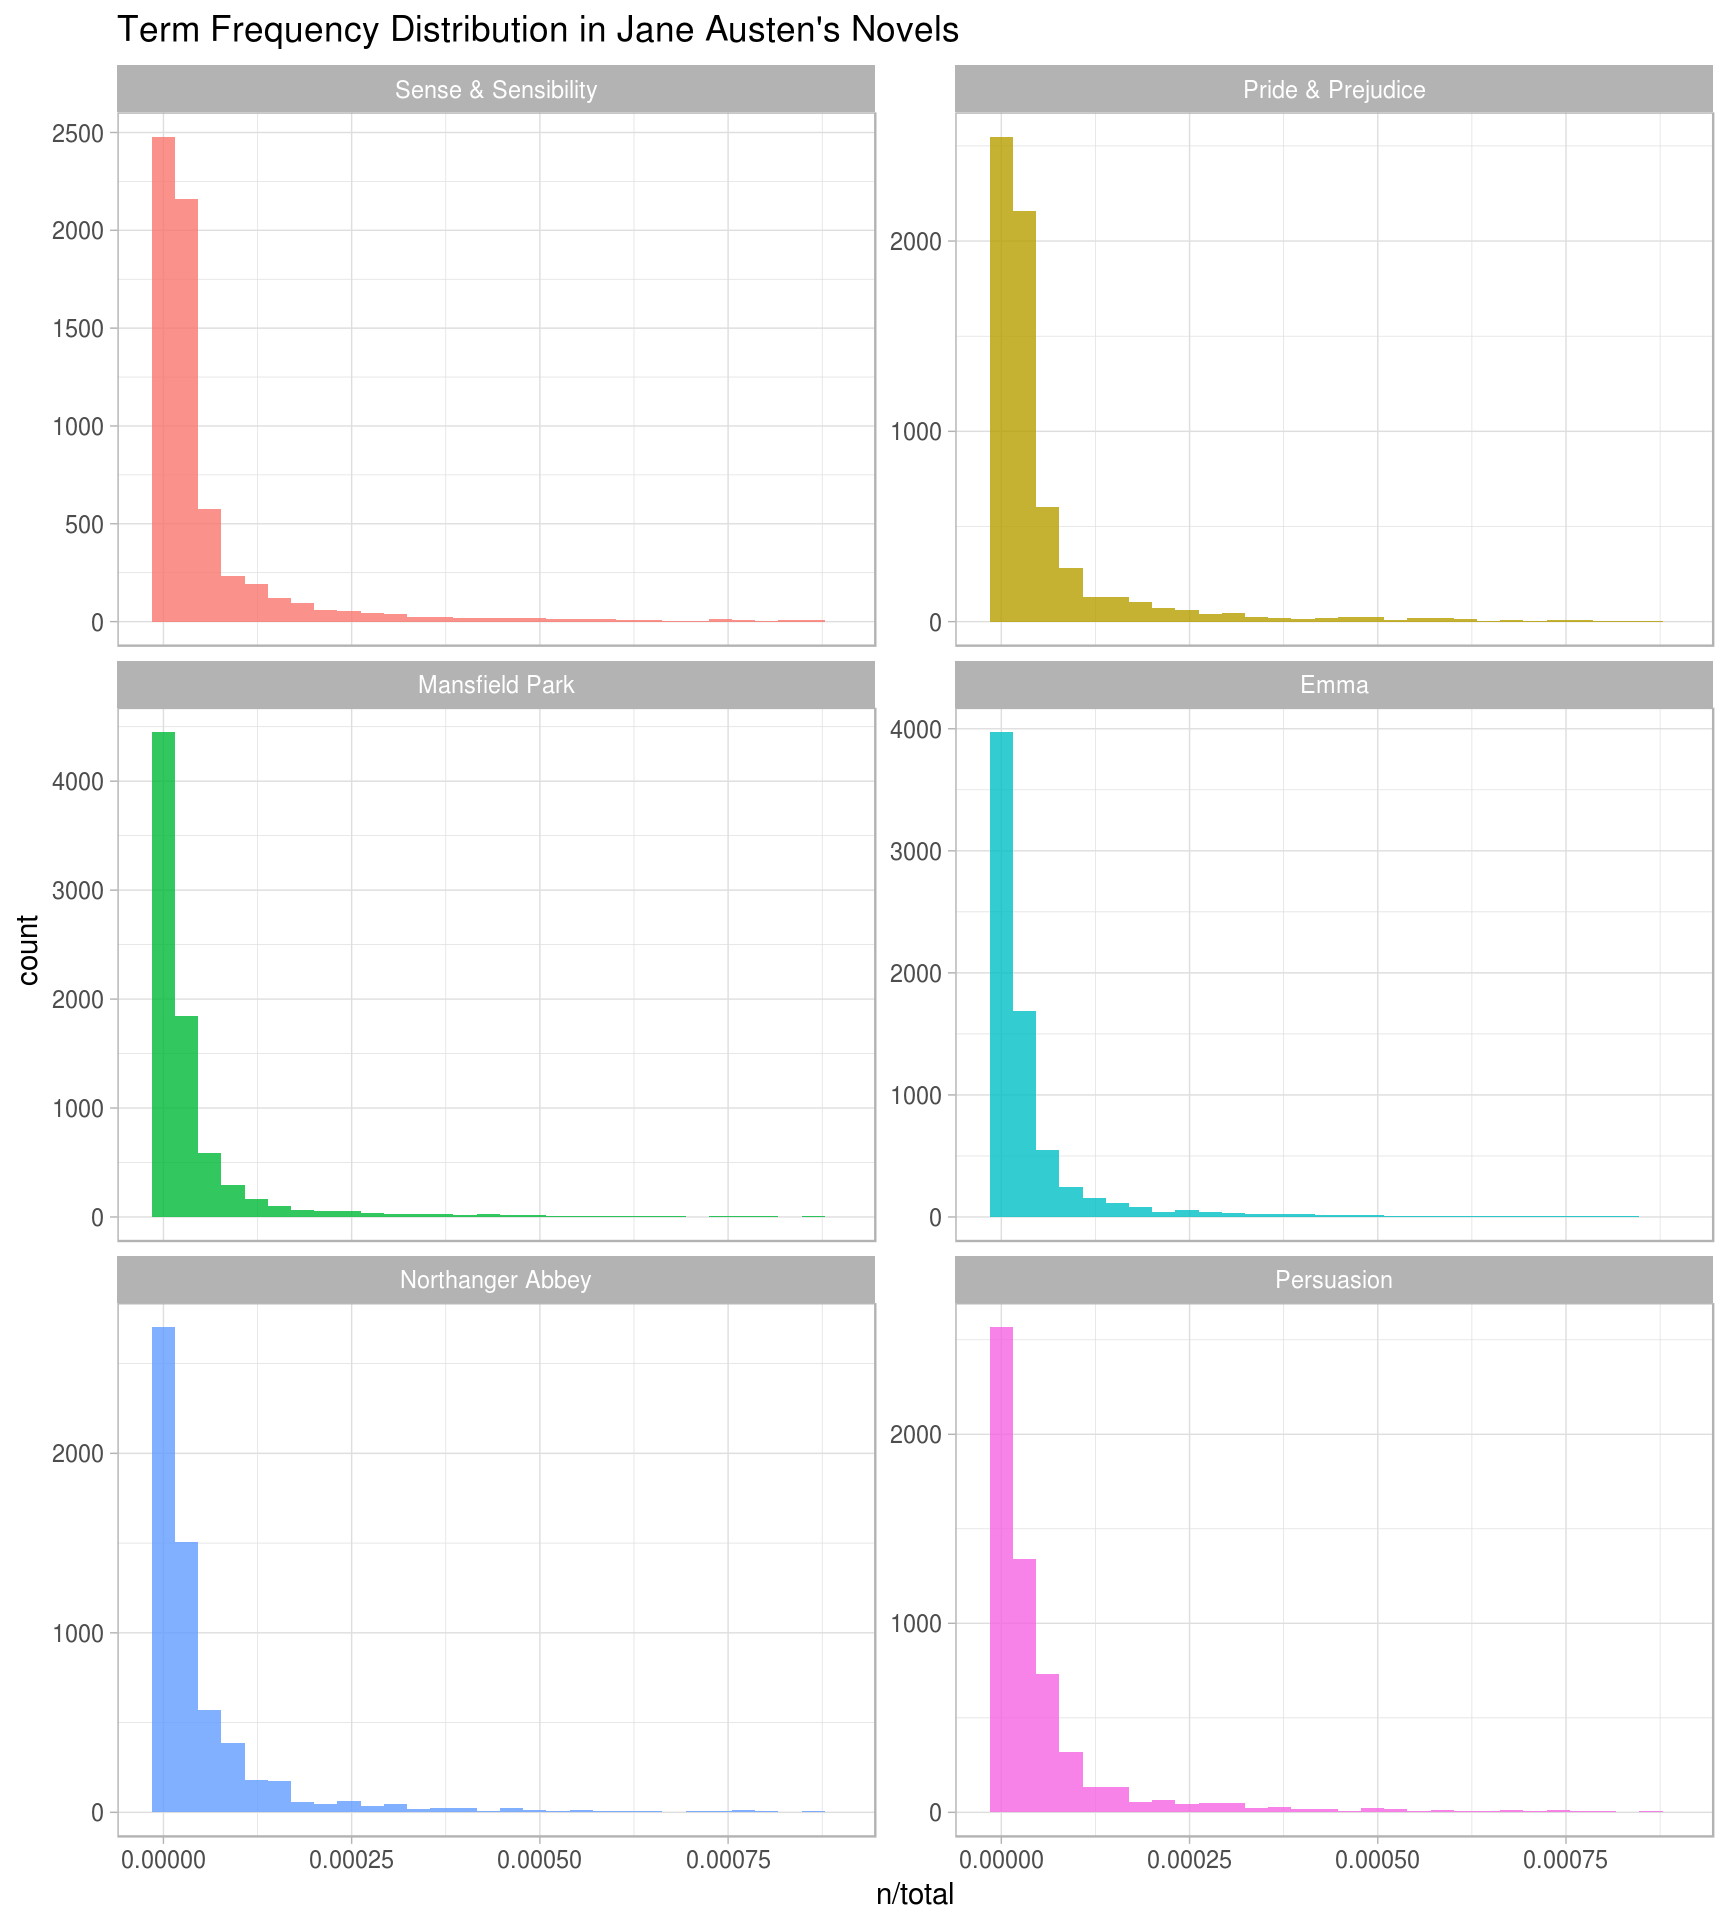 Term Frequency Distribution in Jane Austen's Novels
Sense & Sensibility
Pride & Prejudice
2500
2000
1500
1000
500
0
2000
1000
0
Mansfield Park
Emma
4000
3000
2000
1000
0
4000
3000
2000
1000
0
count
Northanger Abbey
Persuasion
2000
1000
0
2000
1000
0
0.00000 0.00025 0.00050 0.00075
0.00000 0.00025 0.00050 0.00075
n/total